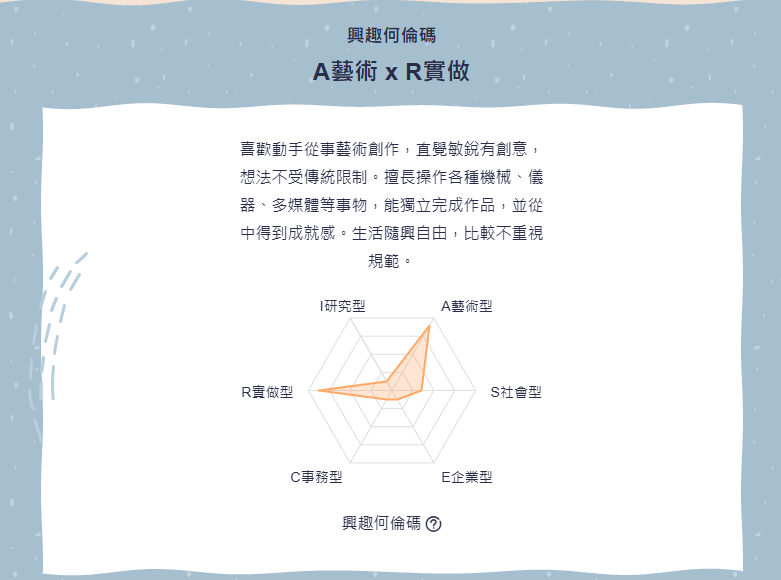 興趣何倫碼
A藝術 x R實做
喜歡動手從事藝術創作，直覺敏銳有創意，
想法不受傳統限制。擅長操作各種機械、儀
器、多媒體等事物，能獨立完成作品，並從
中得到成就感。生活隨興自由，比較不重視
規範。
I研究型
A藝術型
R實做型
S社會型
C事務型
E企業型
興趣何倫碼?